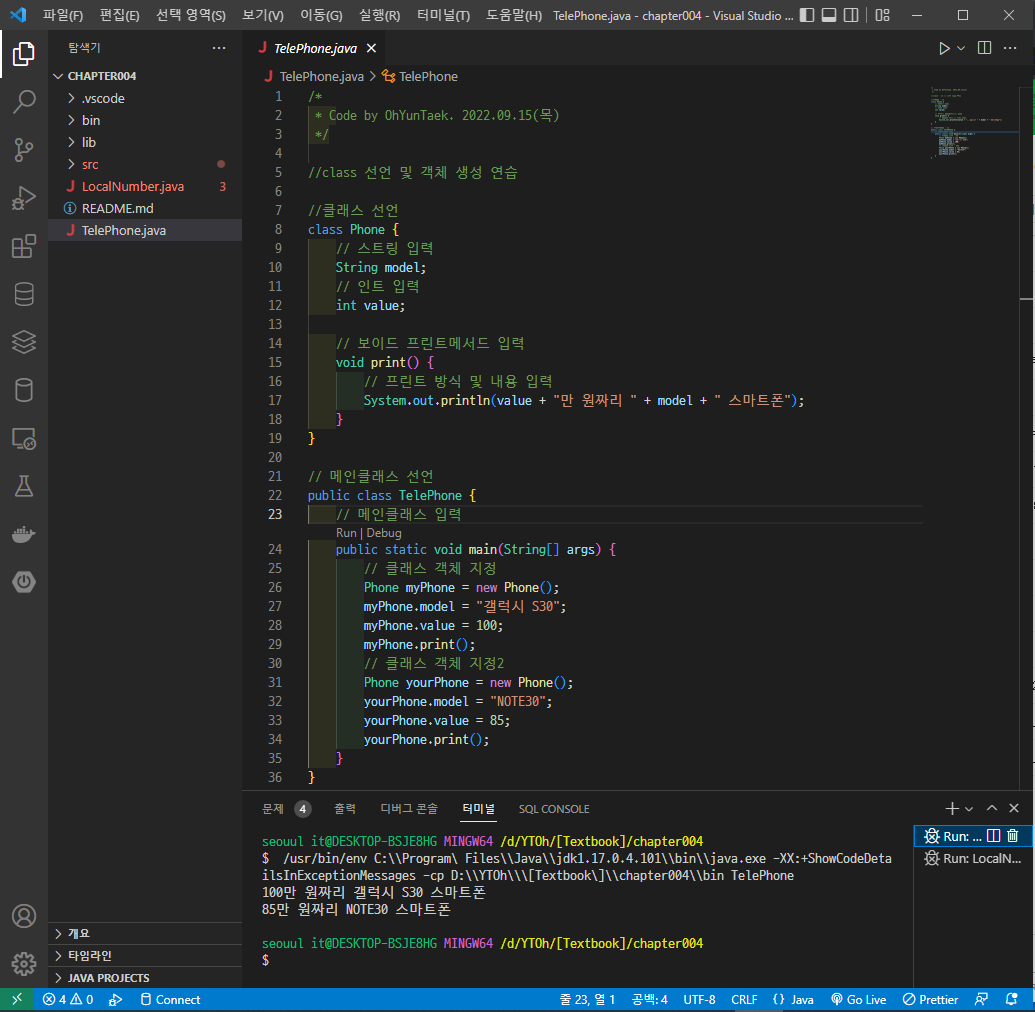 파일(F) 편집(E) 선택 영역(S) 보기(V) 이동(G) 실행(R) 터미널(T) 도움말(H) TelePhone.java - chapter004 - Visual Studio ...
탐색기 ...
J TelePhone.java ×
CHAPTER004
.vscode
bin
lib
src
J LocalNumber.java 3
README.md
J TelePhone.java
개요
타임라인
JAVA PROJECTS
J TelePhone.java > TelePhone
1 /*
2  * Code by OhYunTaek. 2022.09.15(목)
3  */
4
5 //class 선언 및 객체 생성 연습
6
7 //클래스 선언
8 class Phone {
9     // 스트링 입력
10     String model;
11     // 인트 입력
12     int value;
13
14     // 보이드 프린트메서드 입력
15     void print() {
16         // 프린트 방식 및 내용 입력
17         System.out.println(value + "만 원짜리 " + model + " 스마트폰");
18     }
19 }
20
21 // 메인클래스 선언
22 public class TelePhone {
23     // 메인클래스 입력
Run | Debug
24     public static void main(String[] args) {
25         // 클래스 객체 지정
26         Phone myPhone = new Phone();
27         myPhone.model = "갤럭시 S30";
28         myPhone.value = 100;
29         myPhone.print();
30         // 클래스 객체 지정2
31         Phone yourPhone = new Phone();
32         yourPhone.model = "NOTE30";
33         yourPhone.value = 85;
34         yourPhone.print();
35     }
36 }
문제 4 출력 디버그 콘솔 터미널 SQL CONSOLE
seouul it@DESKTOP-BSJE8HG MINGW64 /d/YTOh/[Textbook]/chapter004
$  /usr/bin/env C:\\Program\ Files\\Java\\jdk1.17.0.4.101\\bin\\java.exe -XX:+ShowCodeDeta
ilsInExceptionMessages -cp D:\\YTOh\\\[Textbook\]\\chapter004\\bin TelePhone
100만 원짜리 갤럭시 S30 스마트폰
85만 원짜리 NOTE30 스마트폰
seouul it@DESKTOP-BSJE8HG MINGW64 /d/YTOh/[Textbook]/chapter004
$
Run: ...
Run: LocalN...
4 0 Connect 줄 23, 열 1 공백: 4 UTF-8 CRLF {} Java Go Live Prettier